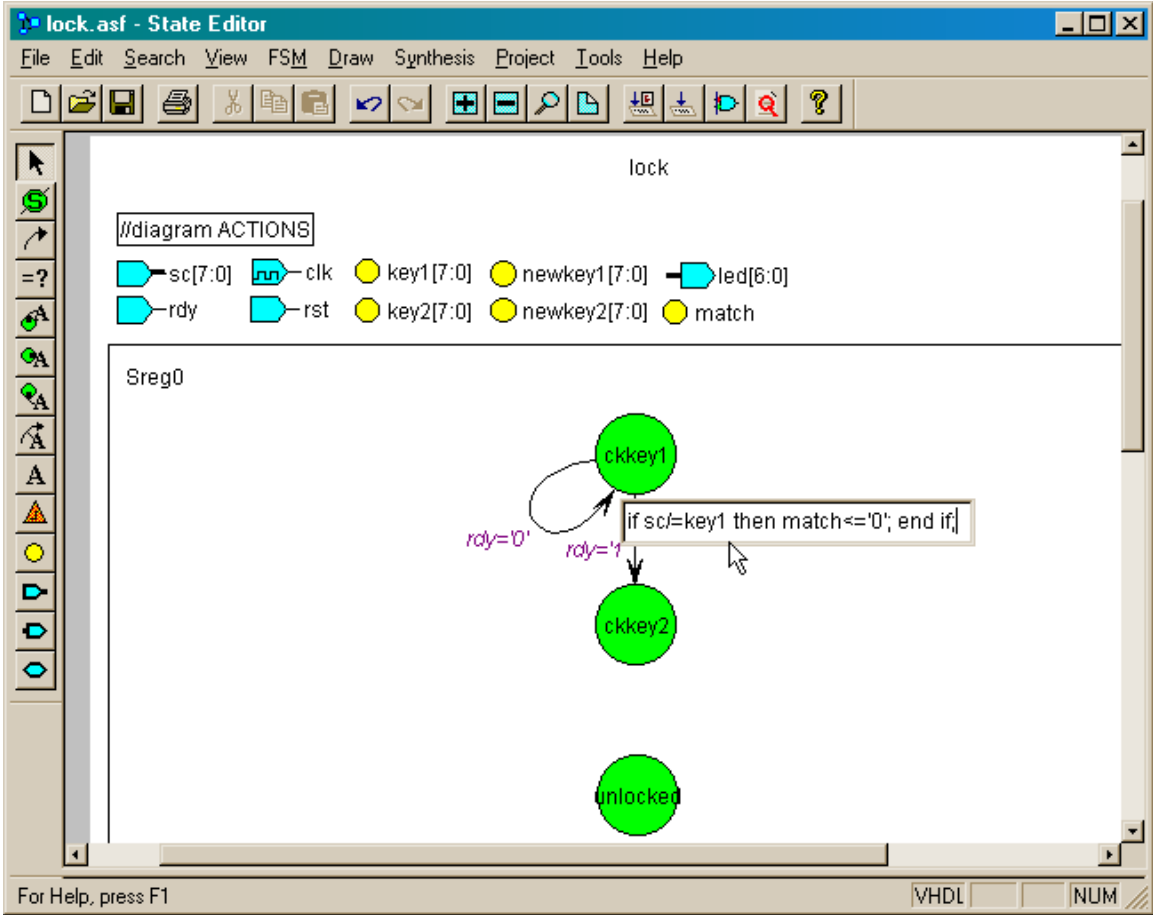 lock.asf - State Editor
File Edit Search View FSM Draw Synthesis Project Tools Help
lock
//diagram ACTIONS
sc[7:0] clk key1[7:0] newkey1[7:0] led[6:0]
rdy rst key2[7:0] newkey2[7:0] match
Sreg0
ckkey1
if sc/=key1 then match<='0'; end if;
rdy='0' rdy='1
ckkey2
unlocked
For Help, press F1 VHDL NUM